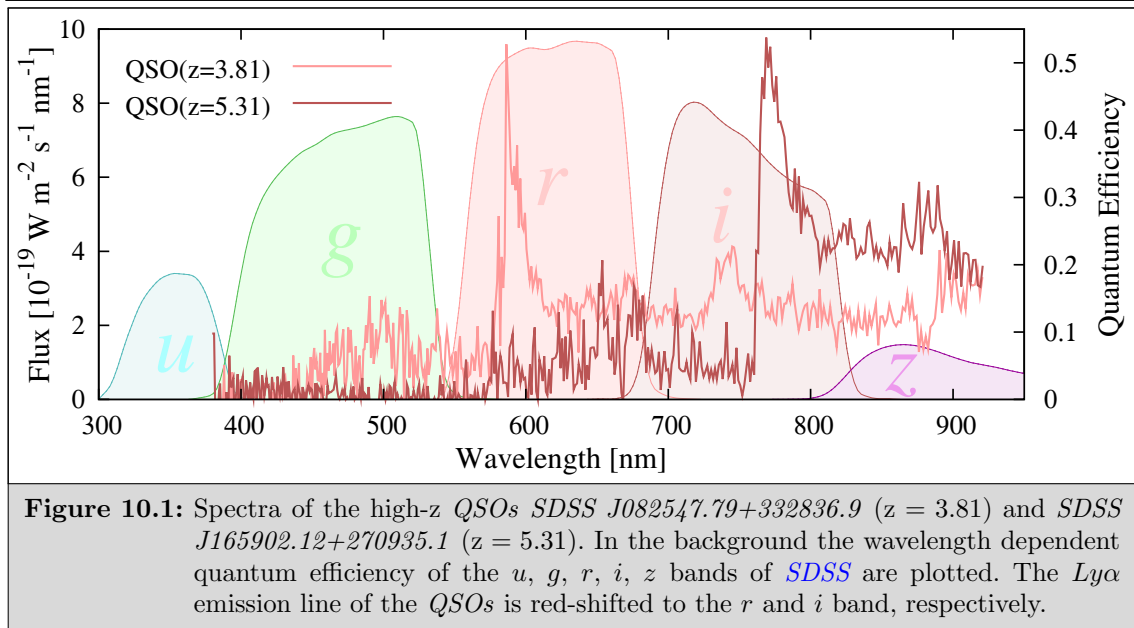 10
8
6
4
2
0
Flux [10⁻¹⁹ W m⁻² s⁻¹ nm⁻¹]
QSO(z=3.81)
QSO(z=5.31)
u
g
r
i
z
0.5
0.4
0.3
0.2
0.1
0
Quantum Efficiency
300 400 500 600 700 800 900
Wavelength [nm]
Figure 10.1: Spectra of the high-z QSOs SDSS J082547.79+332836.9 (z = 3.81) and SDSS
J165902.12+270935.1 (z = 5.31). In the background the wavelength dependent
quantum efficiency of the u, g, r, i, z bands of SDSS are plotted. The Lyα
emission line of the QSOs is red-shifted to the r and i band, respectively.